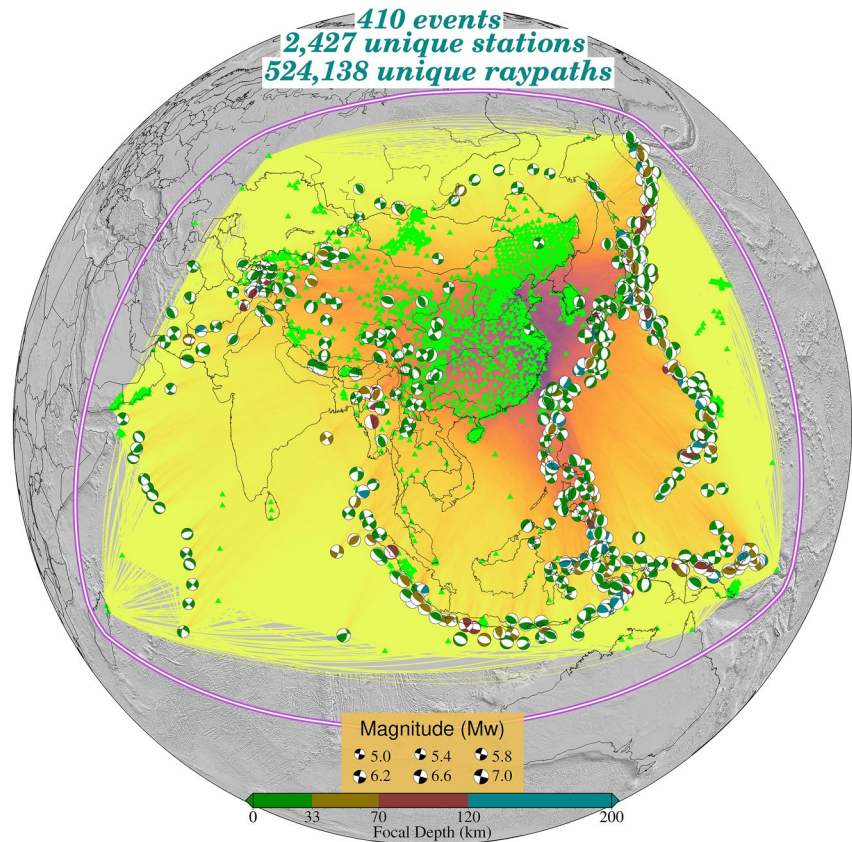 410 events
2,427 unique stations
524,138 unique raypaths
Magnitude (Mw)
5.0 5.4 5.8
6.2 6.6 7.0
0 33 70 120 200
Focal Depth (km)